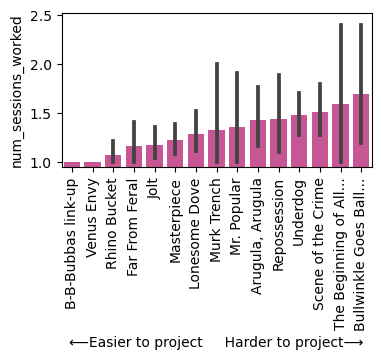 num_sessions_worked
2.5
2.0
1.5
1.0
B-B-Bubbas link-up
Venus Envy
Rhino Bucket
Far From Feral
Jolt
Masterpiece
Lonesome Dove
Murk Trench
Mr. Popular
Arugula, Arugula
Repossession
Underdog
Scene of the Crime
The Beginning of All...
Bullwinkle Goes Ball...
⟵Easier to project Harder to project⟶